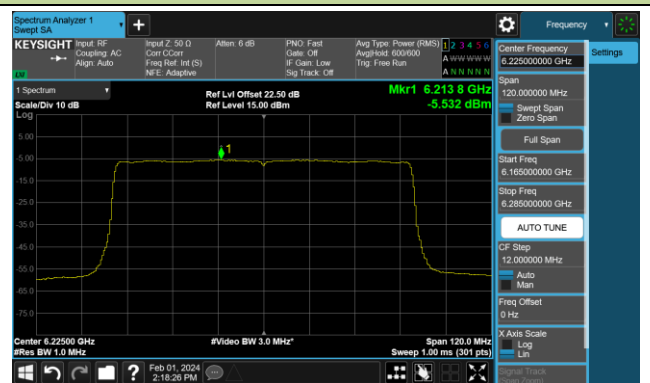 Spectrum Analyzer 1
Swept SA
Frequency
KEYSIGHT
Input: RF
Coupling: AC
Align: Auto
Input Z: 50 Ω
Corr CCorr
Freq Ref: Int (S)
NFE: Adaptive
Atten: 6 dB
PNO: Fast
Gate: Off
IF Gain: Low
Sig Track: Off
Avg Type: Power (RMS)
Avg|Hold: 600/600
Trig: Free Run
1 2 3 4 5 6
A W W W W W
A N N N N N
LW
1 Spectrum
Scale/Div 10 dB
Log
Ref Lvl Offset 22.50 dB
Ref Level 15.00 dBm
Mkr1 6.213 8 GHz
-5.532 dBm
1
5.00
-5.00
-15.0
-25.0
-35.0
-45.0
-55.0
-65.0
-75.0
Center 6.22500 GHz
#Res BW 1.0 MHz
#Video BW 3.0 MHz*
Span 120.0 MHz
Sweep 1.00 ms (301 pts)
Center Frequency
6.225000000 GHz
Settings
Span
120.000000 MHz
Swept Span
Zero Span
Full Span
Start Freq
6.165000000 GHz
Stop Freq
6.285000000 GHz
AUTO TUNE
CF Step
12.000000 MHz
Auto
Man
Freq Offset
0 Hz
X Axis Scale
Log
Lin
Signal Track
(Span Zoom)
?
Feb 01, 2024
2:18:26 PM